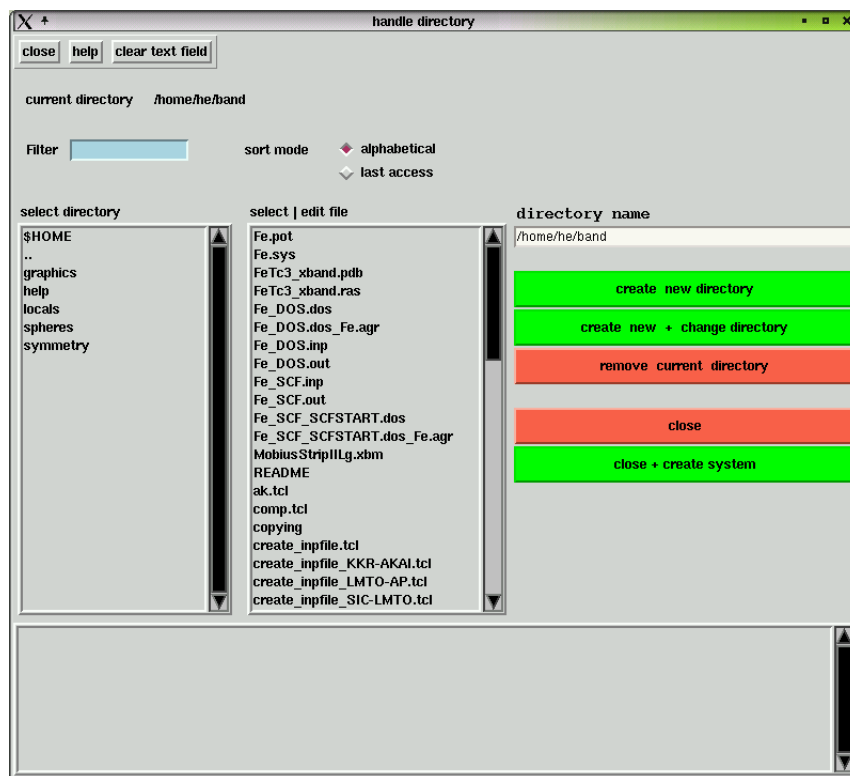 handle directory
close help clear text field
current directory /home/he/band
Filter sort mode alphabetical
last access
select directory
$HOME
..
graphics
help
locals
spheres
symmetry
select | edit file
Fe.pot
Fe.sys
FeTc3_xband.pdb
FeTc3_xband.ras
Fe_DOS.dos
Fe_DOS.dos_Fe.agr
Fe_DOS.inp
Fe_DOS.out
Fe_SCF.inp
Fe_SCF.out
Fe_SCF_SCFSTART.dos
Fe_SCF_SCFSTART.dos_Fe.agr
MobiusStripIILg.xbm
README
ak.tcl
comp.tcl
copying
create_inpfile.tcl
create_inpfile_KKR-AKAI.tcl
create_inpfile_LMTO-AP.tcl
create_inpfile_SIC-LMTO.tcl
directory name
/home/he/band
create new directory
create new + change directory
remove current directory
close
close + create system